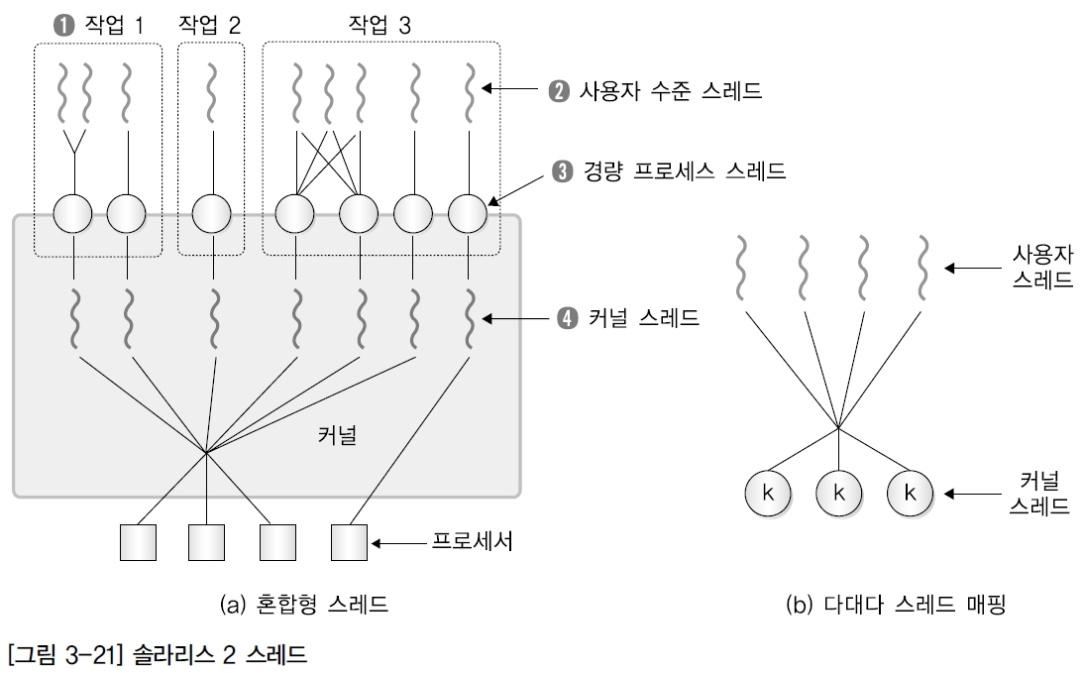 ❶ 작업 1
작업 2
작업 3
❷ 사용자 수준 스레드
❸ 경량 프로세스 스레드
❹ 커널 스레드
커널
프로세서
(a) 혼합형 스레드
사용자
스레드
k
k
k
커널
스레드
(b) 다대다 스레드 매핑
[그림 3-21] 솔라리스 2 스레드